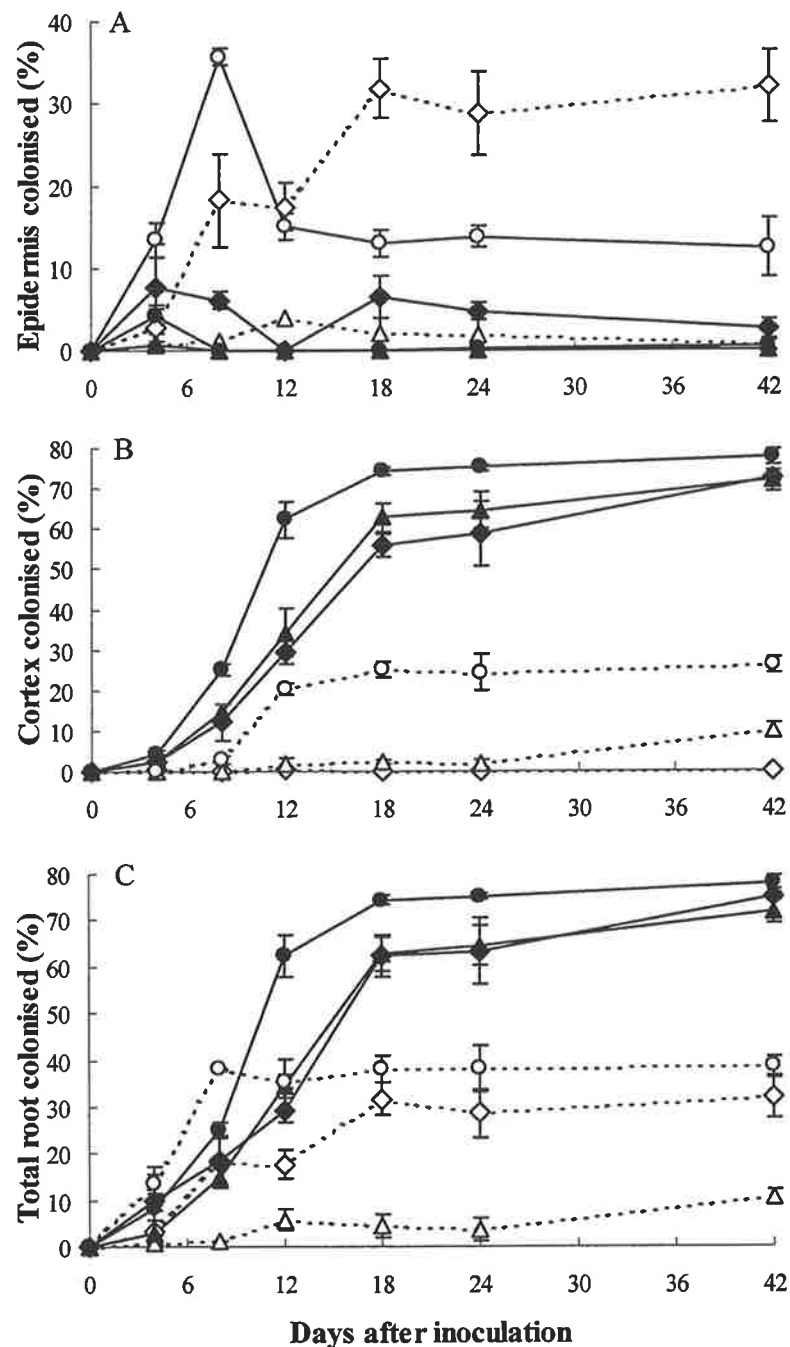 A
Epidermis colonised (%)
40
30
20
10
0
0 6 12 18 24 30 36 42
B
Cortex colonised (%)
80
70
60
50
40
30
20
10
0
0 6 12 18 24 30 36 42
C
Total root colonised (%)
80
70
60
50
40
30
20
10
0
0 6 12 18 24 30 36 42
Days after inoculation